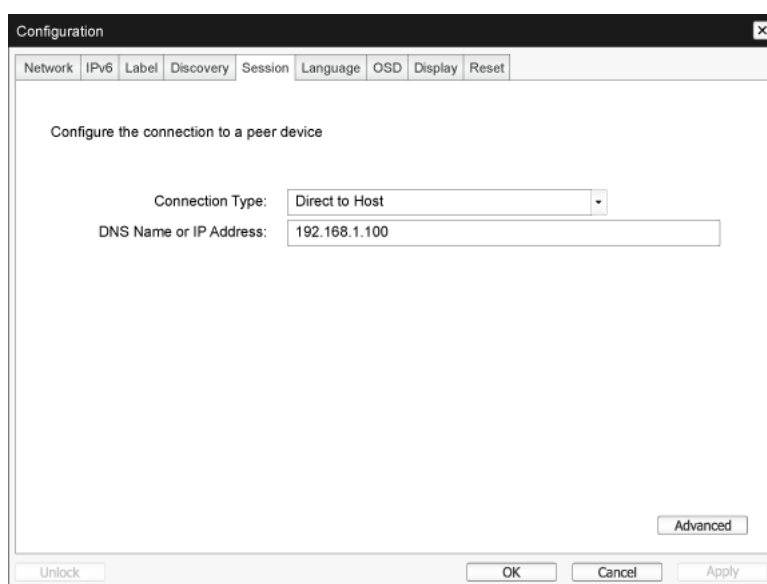 Configuration
Network IPv6 Label Discovery Session Language OSD Display Reset
Configure the connection to a peer device
Connection Type: Direct to Host
DNS Name or IP Address: 192.168.1.100
Advanced
Unlock OK Cancel Apply